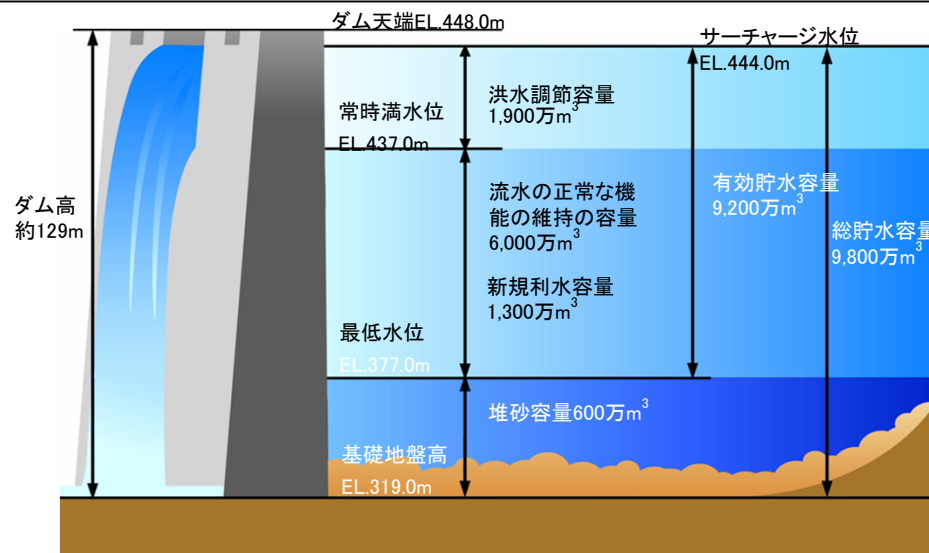 ダム天端EL.448.0m
サーチャージ水位
EL.444.0m
洪水調節容量
1,900万m³
常時満水位
EL.437.0m
ダム高
約129m
流水の正常な機
能の維持の容量
6,000万m³
有効貯水容量
9,200万m³
総貯水容量
9,800万m³
新規利水容量
1,300万m³
最低水位
EL.377.0m
堆砂容量600万m³
基礎地盤高
EL.319.0m